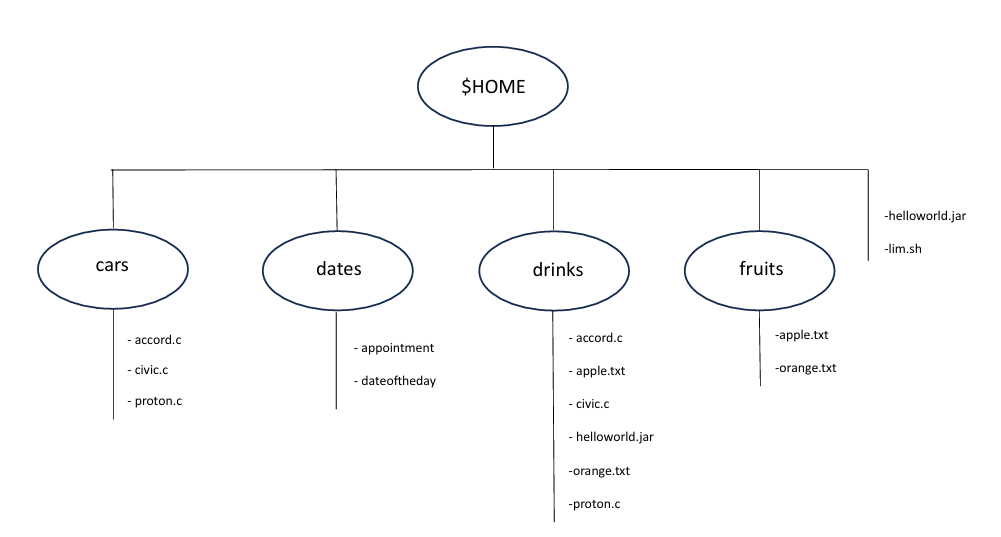 $HOME
-helloworld.jar
-lim.sh
cars
- accord.c
- civic.c
- proton.c
dates
- appointment
- dateoftheday
drinks
- accord.c
- apple.txt
- civic.c
- helloworld.jar
-orange.txt
-proton.c
fruits
-apple.txt
-orange.txt